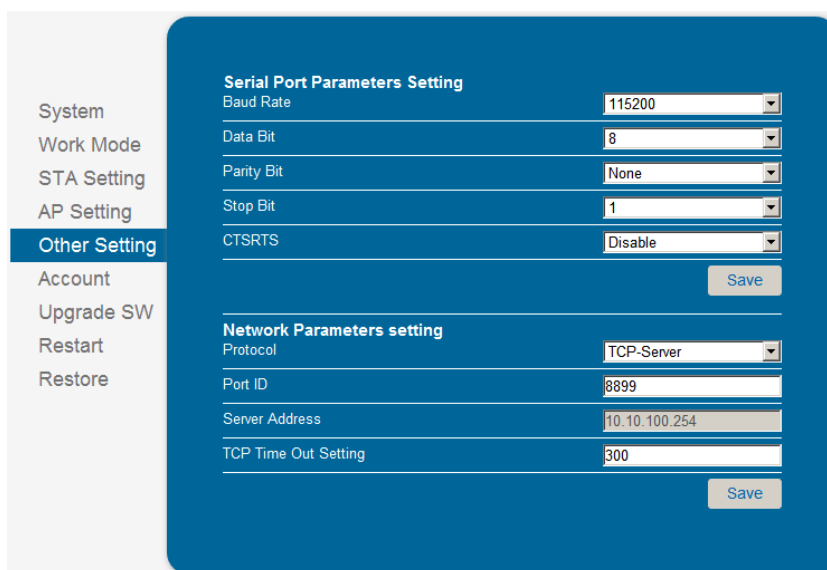 System
Work Mode
STA Setting
AP Setting
Other Setting
Account
Upgrade SW
Restart
Restore
Serial Port Parameters Setting
Baud Rate 115200
Data Bit 8
Parity Bit None
Stop Bit 1
CTSRTS Disable
Save
Network Parameters setting
Protocol TCP-Server
Port ID 8899
Server Address 10.10.100.254
TCP Time Out Setting 300
Save